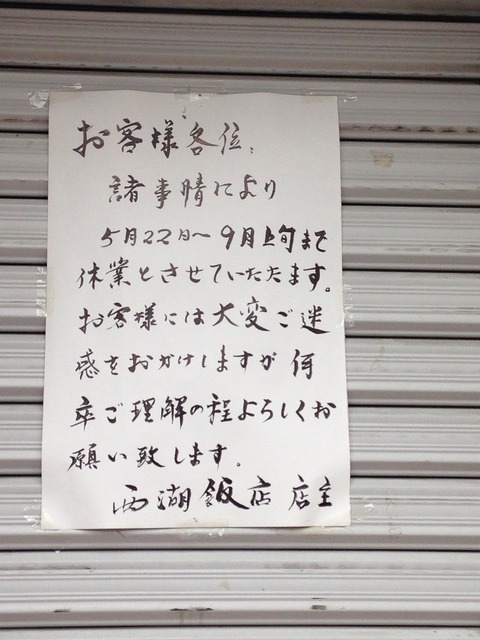 お客様各位:
諸事情により
5月22日〜9月上旬まで
休業とさせていたたます。
お客様には大変ご迷
感をおかけしますが何
卒ご理解の程よろしくお
願い致します。
西湖飯店 店主